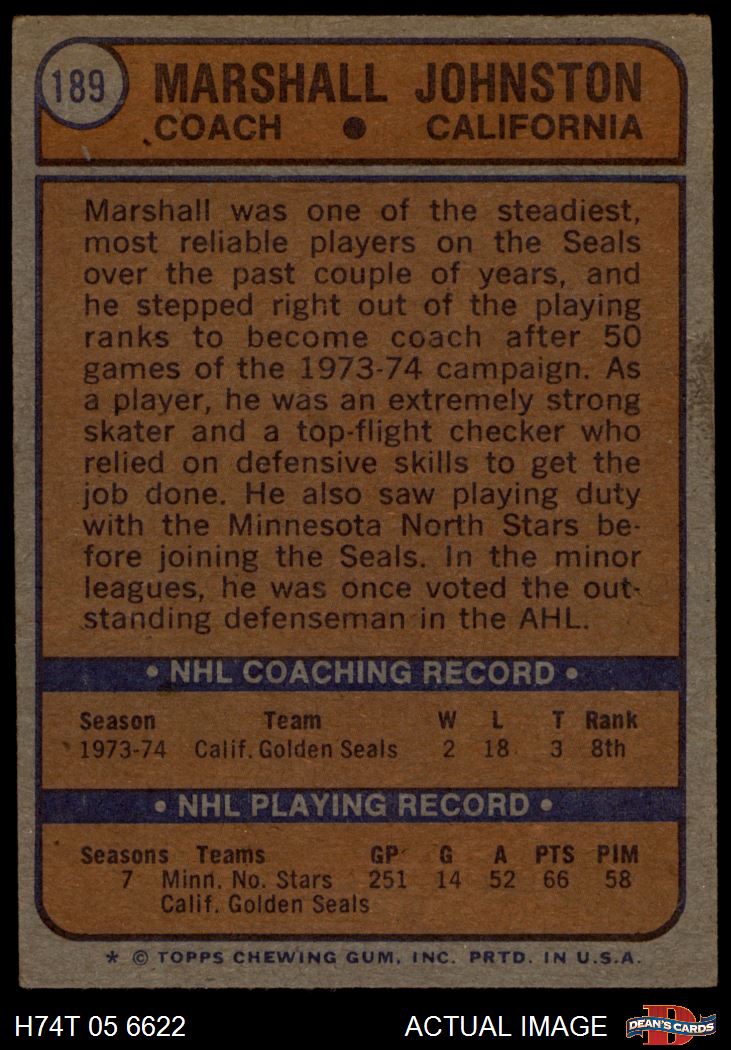 189
MARSHALL JOHNSTON
COACH ● CALIFORNIA
Marshall was one of the steadiest,
most reliable players on the Seals
over the past couple of years, and
he stepped right out of the playing
ranks to become coach after 50
games of the 1973-74 campaign. As
a player, he was an extremely strong
skater and a top-flight checker who
relied on defensive skills to get the
job done. He also saw playing duty
with the Minnesota North Stars be-
fore joining the Seals. In the minor
leagues, he was once voted the out-
standing defenseman in the AHL.
• NHL COACHING RECORD •
Season Team W L T Rank
1973-74 Calif. Golden Seals 2 18 3 8th
• NHL PLAYING RECORD •
Seasons Teams GP G A PTS PIM
7 Minn. No. Stars 251 14 52 66 58
Calif. Golden Seals
* © TOPPS CHEWING GUM, INC. PRTD. IN U.S.A.
H74T 05 6622 ACTUAL IMAGE D DEAN'S CARDS